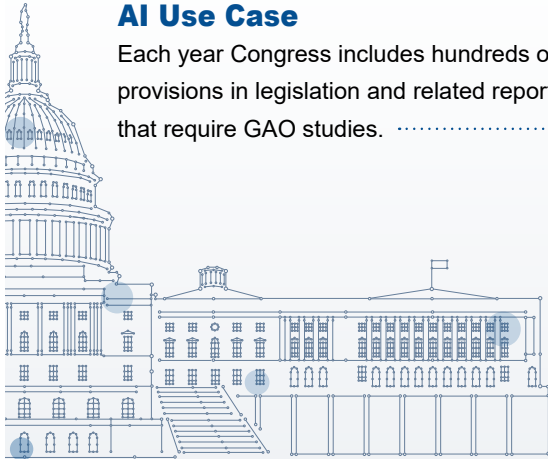 AI Use Case
Each year Congress includes hundreds o
provisions in legislation and related repor
that require GAO studies.